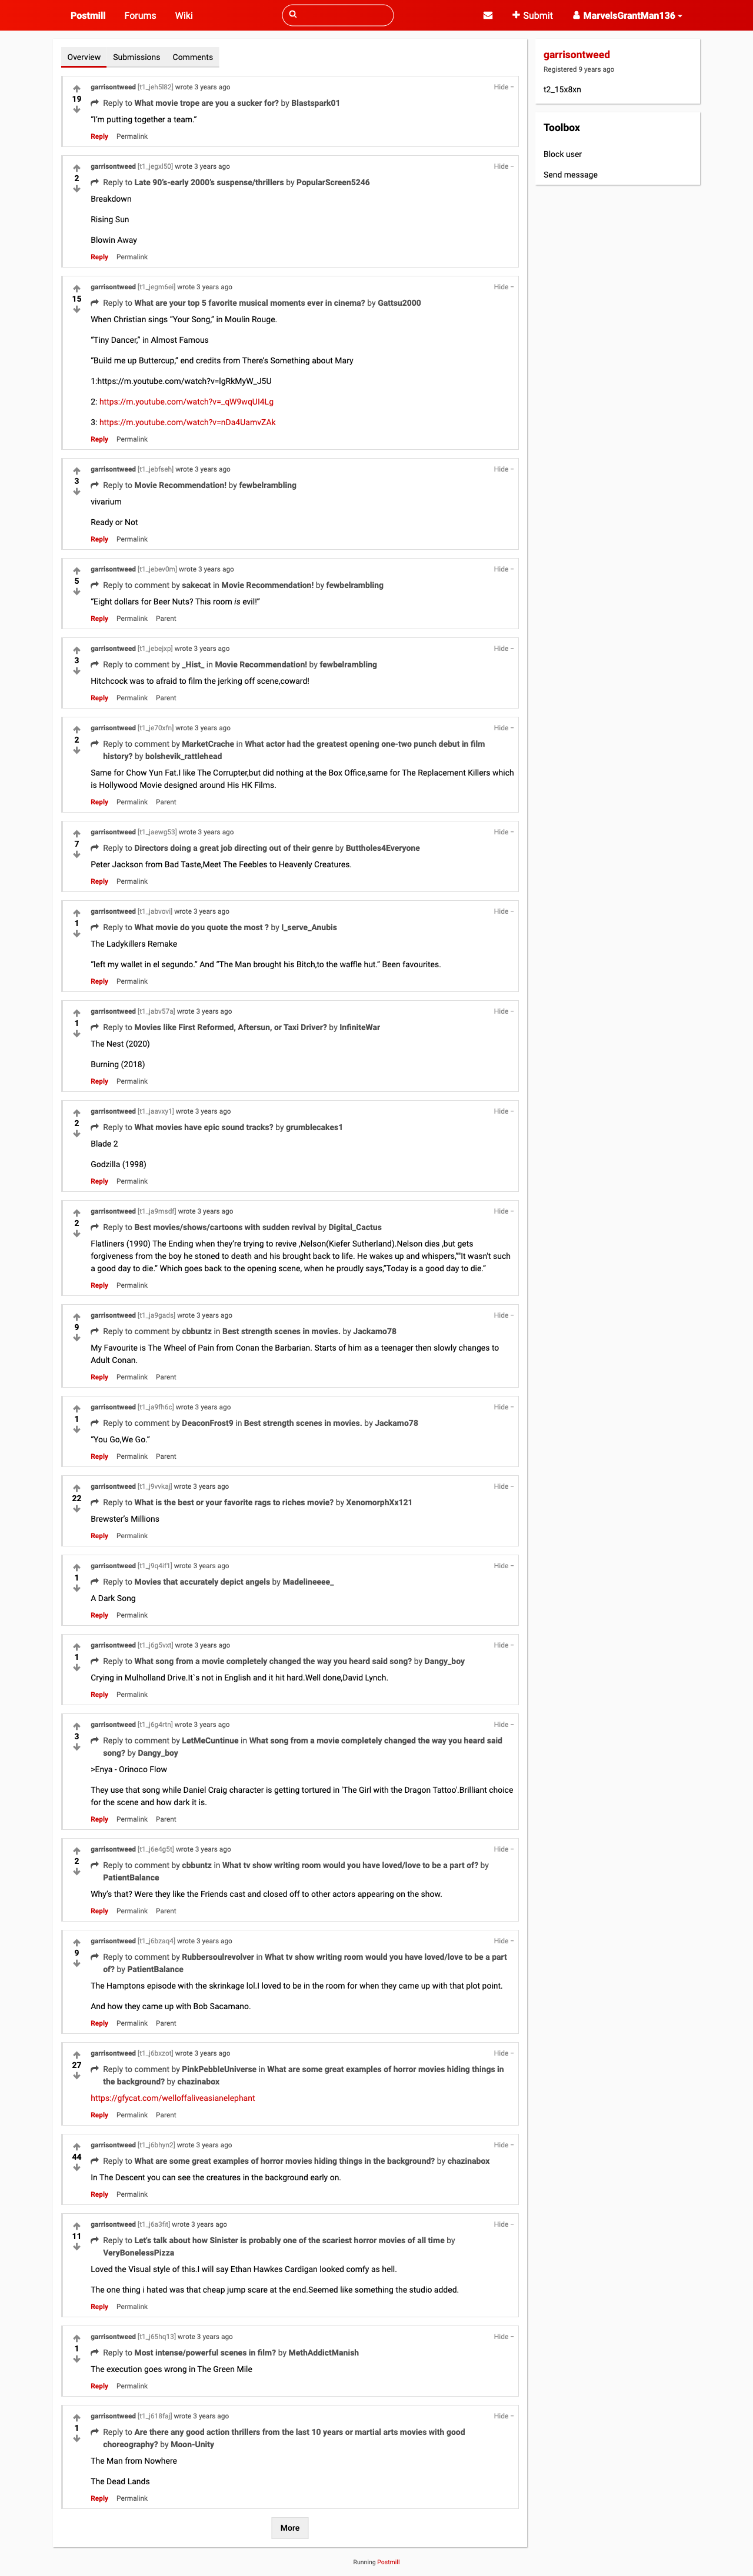 Postmill Forums Wiki Submit MarvelsGrantMan136
Overview Submissions Comments
garrisontweed [t1_jeh5l82] wrote 3 years ago Hide −
19
Reply to What movie trope are you a sucker for? by Blastspark01
"I'm putting together a team."
Reply Permalink
garrisontweed [t1_jegxl50] wrote 3 years ago Hide −
2
Reply to Late 90's-early 2000's suspense/thrillers by PopularScreen5246
Breakdown
Rising Sun
Blowin Away
Reply Permalink
garrisontweed [t1_jegm6ei] wrote 3 years ago Hide −
15
Reply to What are your top 5 favorite musical moments ever in cinema? by Gattsu2000
When Christian sings "Your Song," in Moulin Rouge.
"Tiny Dancer," in Almost Famous
"Build me up Buttercup," end credits from There's Something about Mary
1:https://m.youtube.com/watch?v=lgRkMyW_J5U
2: https://m.youtube.com/watch?v=_qW9wqUI4Lg
3: https://m.youtube.com/watch?v=nDa4UamvZAk
Reply Permalink
garrisontweed [t1_jebfseh] wrote 3 years ago Hide −
3
Reply to Movie Recommendation! by fewbelrambling
vivarium
Ready or Not
Reply Permalink
garrisontweed [t1_jebev0m] wrote 3 years ago Hide −
5
Reply to comment by sakecat in Movie Recommendation! by fewbelrambling
"Eight dollars for Beer Nuts? This room is evil!"
Reply Permalink Parent
garrisontweed [t1_jebejxp] wrote 3 years ago Hide −
3
Reply to comment by _Hist_ in Movie Recommendation! by fewbelrambling
Hitchcock was to afraid to film the jerking off scene,coward!
Reply Permalink Parent
garrisontweed [t1_je70xfn] wrote 3 years ago Hide −
2
Reply to comment by MarketCrache in What actor had the greatest opening one-two punch debut in film
history? by bolshevik_rattlehead
Same for Chow Yun Fat.I like The Corrupter,but did nothing at the Box Office,same for The Replacement Killers which
is Hollywood Movie designed around His HK Films.
Reply Permalink Parent
garrisontweed [t1_jaewg53] wrote 3 years ago Hide −
7
Reply to Directors doing a great job directing out of their genre by Buttholes4Everyone
Peter Jackson from Bad Taste,Meet The Feebles to Heavenly Creatures.
Reply Permalink
garrisontweed [t1_jabvovi] wrote 3 years ago Hide −
1
Reply to What movie do you quote the most ? by I_serve_Anubis
The Ladykillers Remake
"left my wallet in el segundo." And "The Man brought his Bitch,to the waffle hut." Been favourites.
Reply Permalink
garrisontweed [t1_jabv57a] wrote 3 years ago Hide −
1
Reply to Movies like First Reformed, Aftersun, or Taxi Driver? by InfiniteWar
The Nest (2020)
Burning (2018)
Reply Permalink
garrisontweed [t1_jaavxy1] wrote 3 years ago Hide −
2
Reply to What movies have epic sound tracks? by grumblecakes1
Blade 2
Godzilla (1998)
Reply Permalink
garrisontweed [t1_ja9msdf] wrote 3 years ago Hide −
2
Reply to Best movies/shows/cartoons with sudden revival by Digital_Cactus
Flatliners (1990) The Ending when they're trying to revive ,Nelson(Kiefer Sutherland).Nelson dies ,but gets
forgiveness from the boy he stoned to death and his brought back to life. He wakes up and whispers,""It wasn't such
a good day to die." Which goes back to the opening scene, when he proudly says,"Today is a good day to die."
Reply Permalink
garrisontweed [t1_ja9gads] wrote 3 years ago Hide −
9
Reply to comment by cbbuntz in Best strength scenes in movies. by Jackamo78
My Favourite is The Wheel of Pain from Conan the Barbarian. Starts of him as a teenager then slowly changes to
Adult Conan.
Reply Permalink Parent
garrisontweed [t1_ja9fh6c] wrote 3 years ago Hide −
1
Reply to comment by DeaconFrost9 in Best strength scenes in movies. by Jackamo78
"You Go,We Go."
Reply Permalink Parent
garrisontweed [t1_j9vvkaj] wrote 3 years ago Hide −
22
Reply to What is the best or your favorite rags to riches movie? by XenomorphXx121
Brewster's Millions
Reply Permalink
garrisontweed [t1_j9q4if1] wrote 3 years ago Hide −
1
Reply to Movies that accurately depict angels by Madelineeee_
A Dark Song
Reply Permalink
garrisontweed [t1_j6g5vxt] wrote 3 years ago Hide −
1
Reply to What song from a movie completely changed the way you heard said song? by Dangy_boy
Crying in Mulholland Drive.It`s not in English and it hit hard.Well done,David Lynch.
Reply Permalink
garrisontweed [t1_j6g4rtn] wrote 3 years ago Hide −
3
Reply to comment by LetMeCuntinue in What song from a movie completely changed the way you heard said
song? by Dangy_boy
>Enya - Orinoco Flow
They use that song while Daniel Craig character is getting tortured in 'The Girl with the Dragon Tattoo'.Brilliant choice
for the scene and how dark it is.
Reply Permalink Parent
garrisontweed [t1_j6e4g5t] wrote 3 years ago Hide −
2
Reply to comment by cbbuntz in What tv show writing room would you have loved/love to be a part of? by
PatientBalance
Why's that? Were they like the Friends cast and closed off to other actors appearing on the show.
Reply Permalink Parent
garrisontweed [t1_j6bzaq4] wrote 3 years ago Hide −
9
Reply to comment by Rubbersoulrevolver in What tv show writing room would you have loved/love to be a part
of? by PatientBalance
The Hamptons episode with the skrinkage lol.I loved to be in the room for when they came up with that plot point.
And how they came up with Bob Sacamano.
Reply Permalink Parent
garrisontweed [t1_j6bxzot] wrote 3 years ago Hide −
27
Reply to comment by PinkPebbleUniverse in What are some great examples of horror movies hiding things in
the background? by chazinabox
https://gfycat.com/welloffaliveasianelephant
Reply Permalink Parent
garrisontweed [t1_j6bhyn2] wrote 3 years ago Hide −
44
Reply to What are some great examples of horror movies hiding things in the background? by chazinabox
In The Descent you can see the creatures in the background early on.
Reply Permalink
garrisontweed [t1_j6a3fit] wrote 3 years ago Hide −
11
Reply to Let's talk about how Sinister is probably one of the scariest horror movies of all time by
VeryBonelessPizza
Loved the Visual style of this.I will say Ethan Hawkes Cardigan looked comfy as hell.
The one thing i hated was that cheap jump scare at the end.Seemed like something the studio added.
Reply Permalink
garrisontweed [t1_j65hq13] wrote 3 years ago Hide −
1
Reply to Most intense/powerful scenes in film? by MethAddictManish
The execution goes wrong in The Green Mile
Reply Permalink
garrisontweed [t1_j618faj] wrote 3 years ago Hide −
1
Reply to Are there any good action thrillers from the last 10 years or martial arts movies with good
choreography? by Moon-Unity
The Man from Nowhere
The Dead Lands
Reply Permalink
More
garrisontweed
Registered 9 years ago
t2_15x8xn
Toolbox
Block user
Send message
Running Postmill